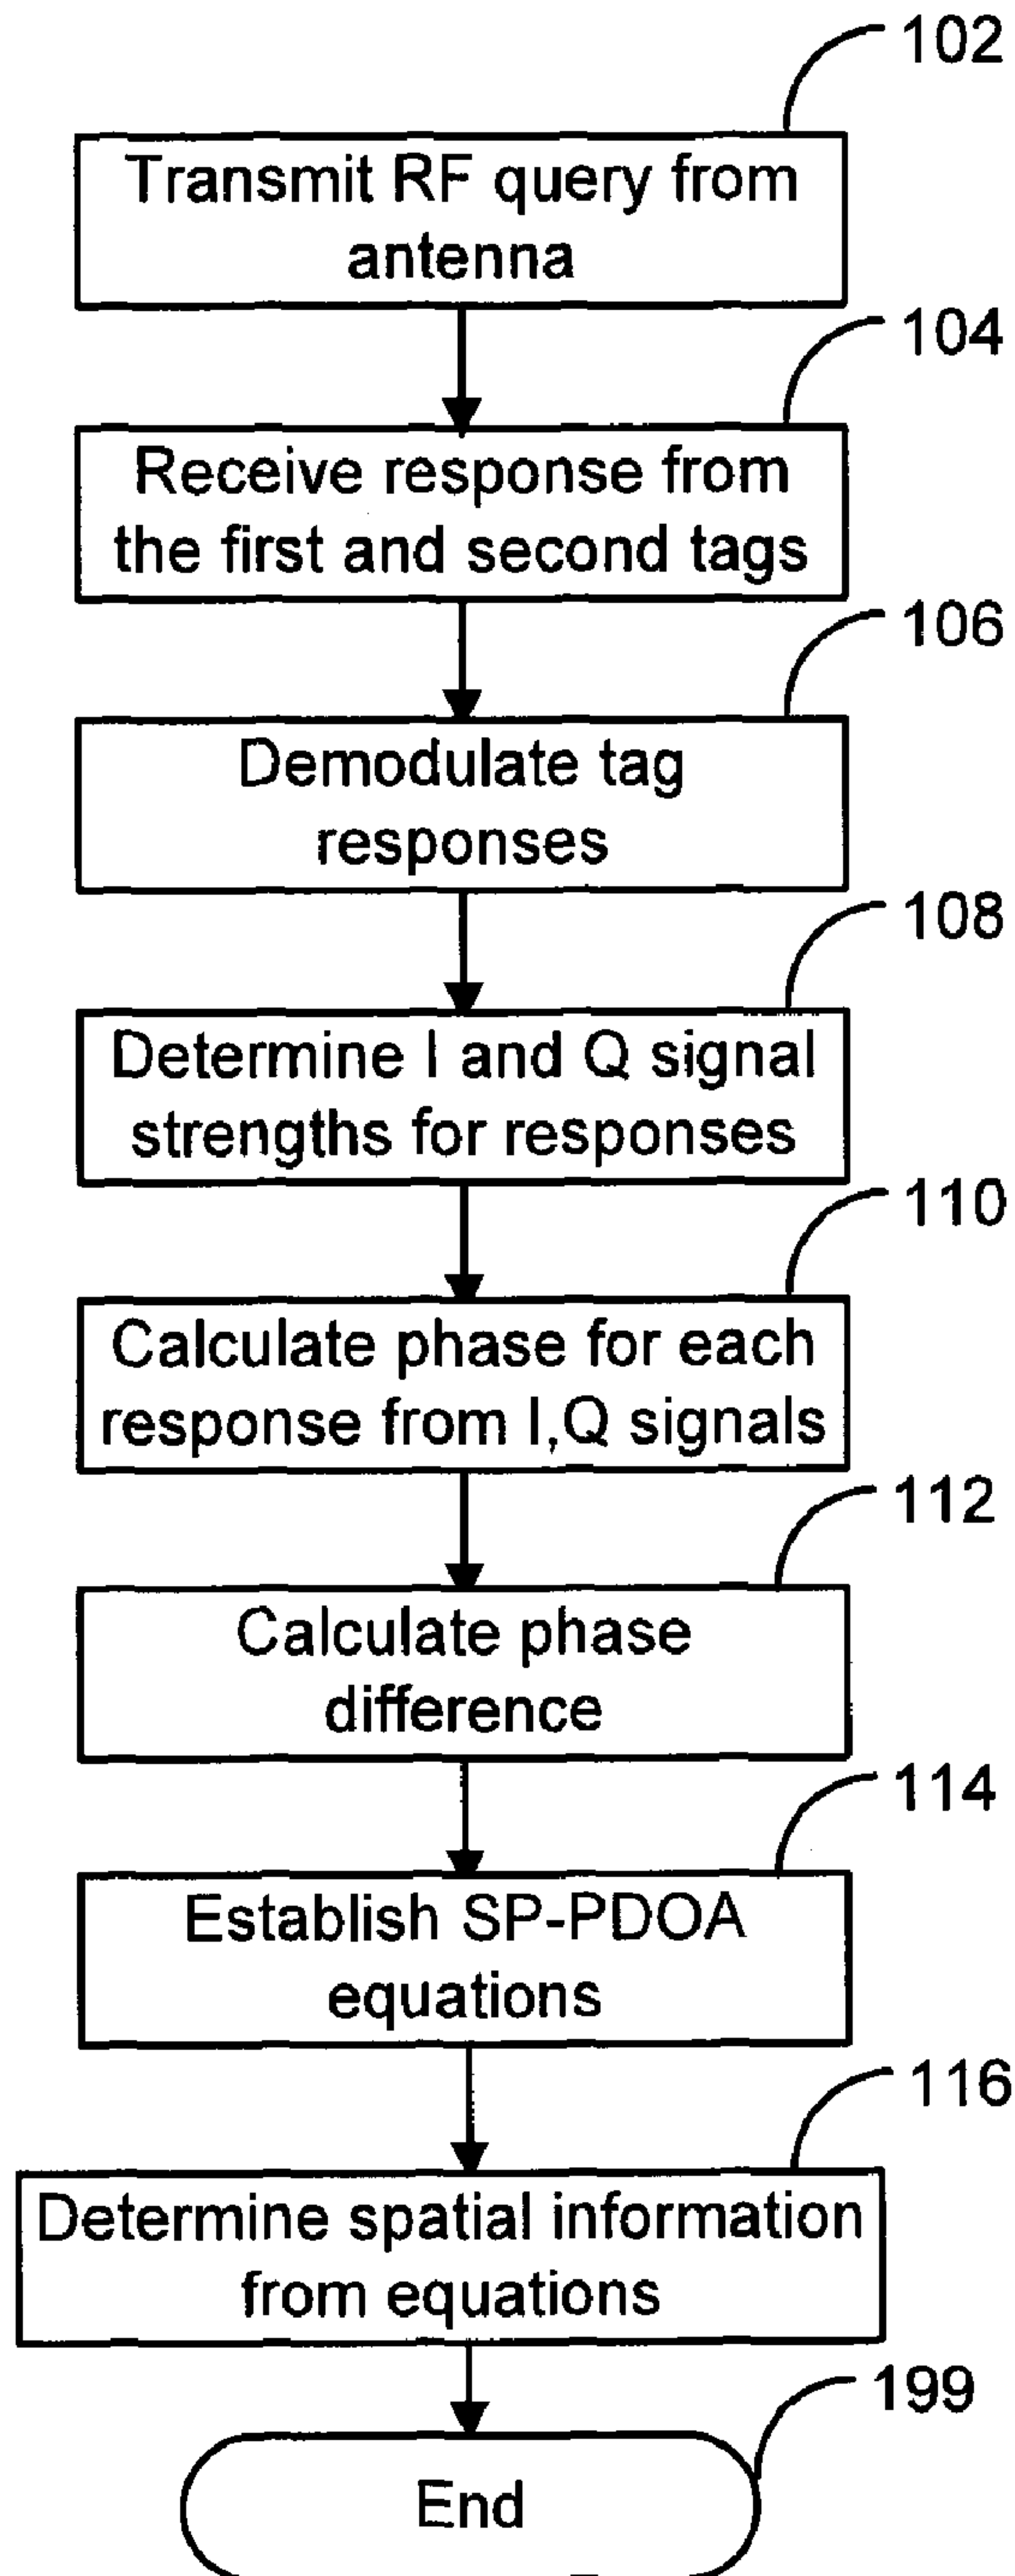 102
Transmit RF query from
antenna
104
Receive response from
the first and second tags
106
Demodulate tag
responses
108
Determine I and Q signal
strengths for responses
110
Calculate phase for each
response from I,Q signals
112
Calculate phase
difference
114
Establish SP-PDOA
equations
116
Determine spatial information
from equations
199
End